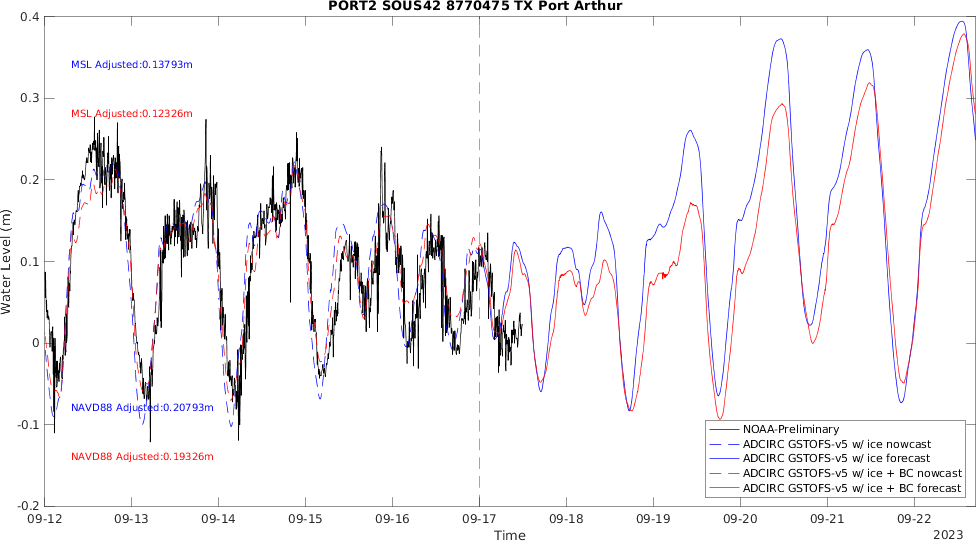 PORT2 SOUS42 8770475 TX Port Arthur
0.4
0.3
0.2
0.1
0
-0.1
-0.2
Water Level (m)
MSL Adjusted:0.13793m
MSL Adjusted:0.12326m
NAVD88 Adjusted:0.20793m
NAVD88 Adjusted:0.19326m
NOAA-Preliminary
ADCIRC GSTOFS-v5 w/ ice nowcast
ADCIRC GSTOFS-v5 w/ ice forecast
ADCIRC GSTOFS-v5 w/ ice + BC nowcast
ADCIRC GSTOFS-v5 w/ ice + BC forecast
09-12 09-13 09-14 09-15 09-16 09-17 09-18 09-19 09-20 09-21 09-22
Time
2023